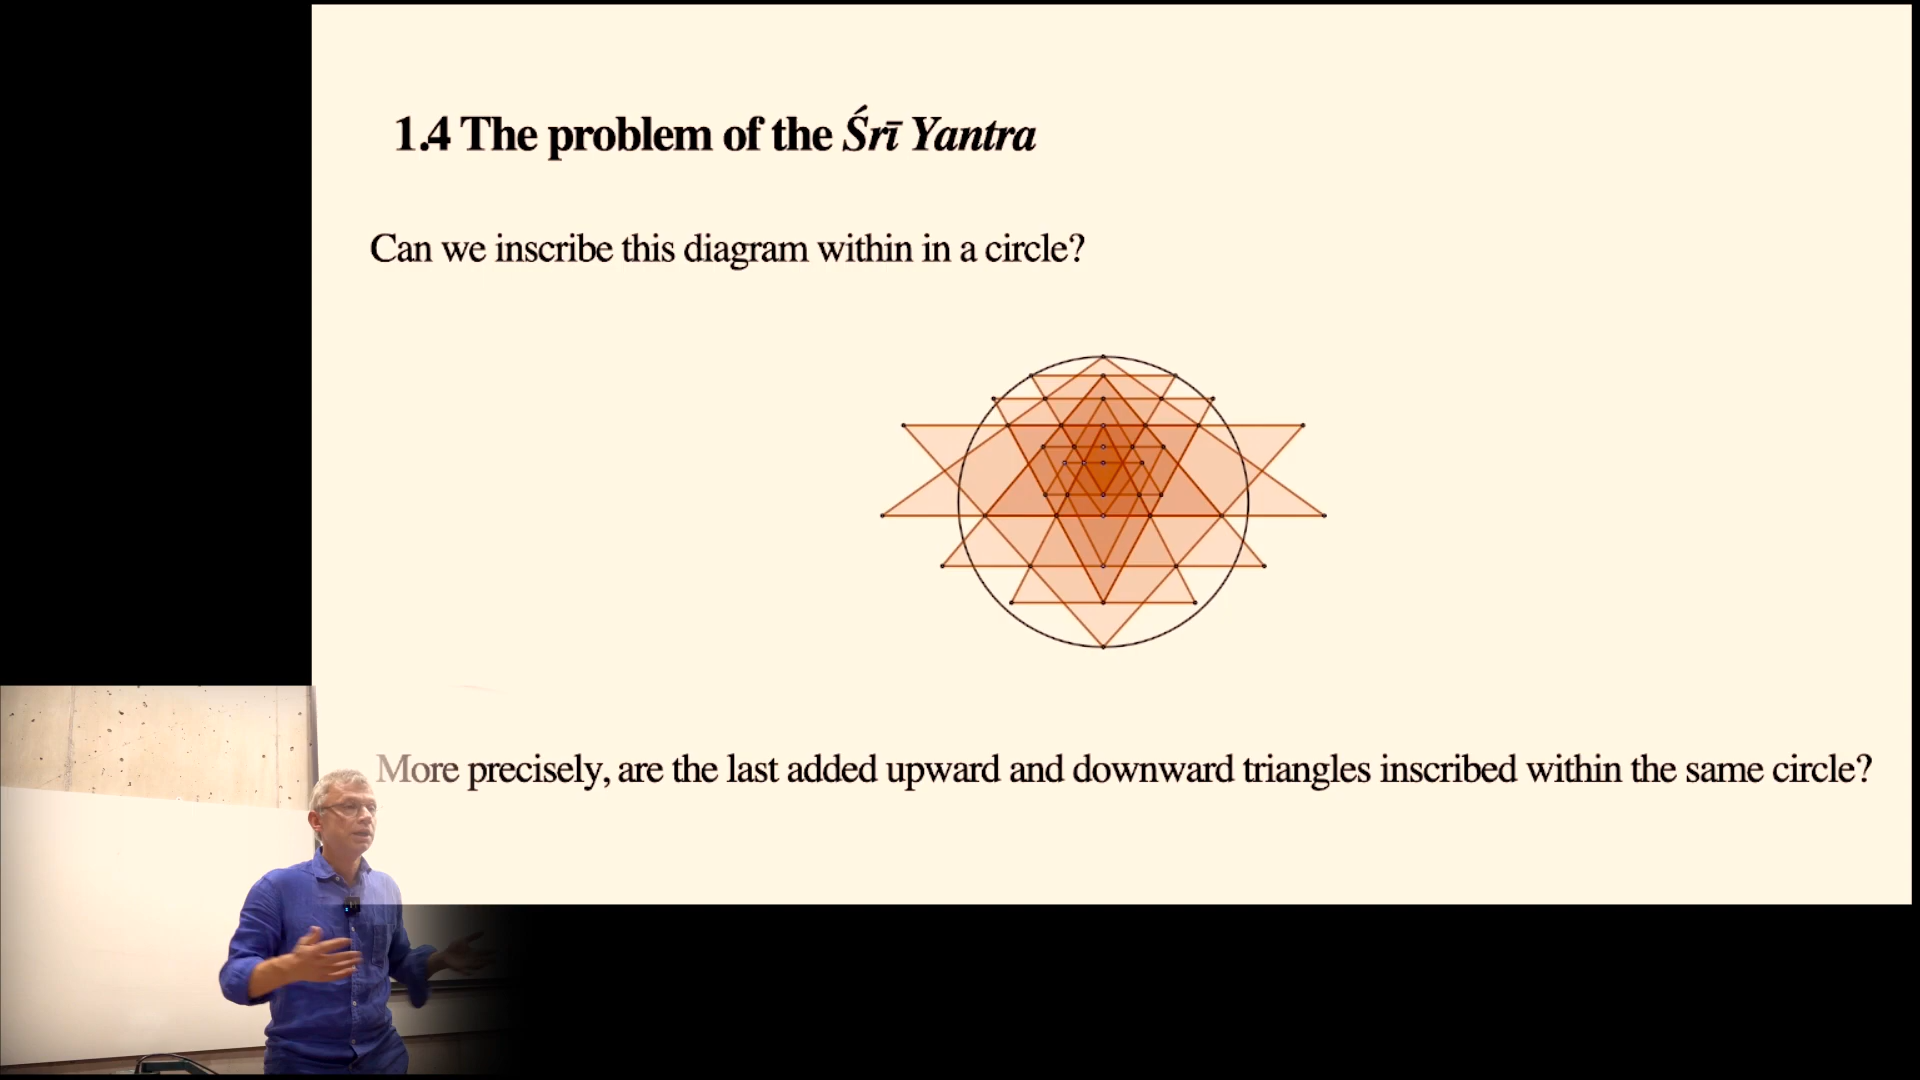 1.4 The problem of the Śrī Yantra
Can we inscribe this diagram within in a circle?
More precisely, are the last added upward and downward triangles inscribed within the same circle?